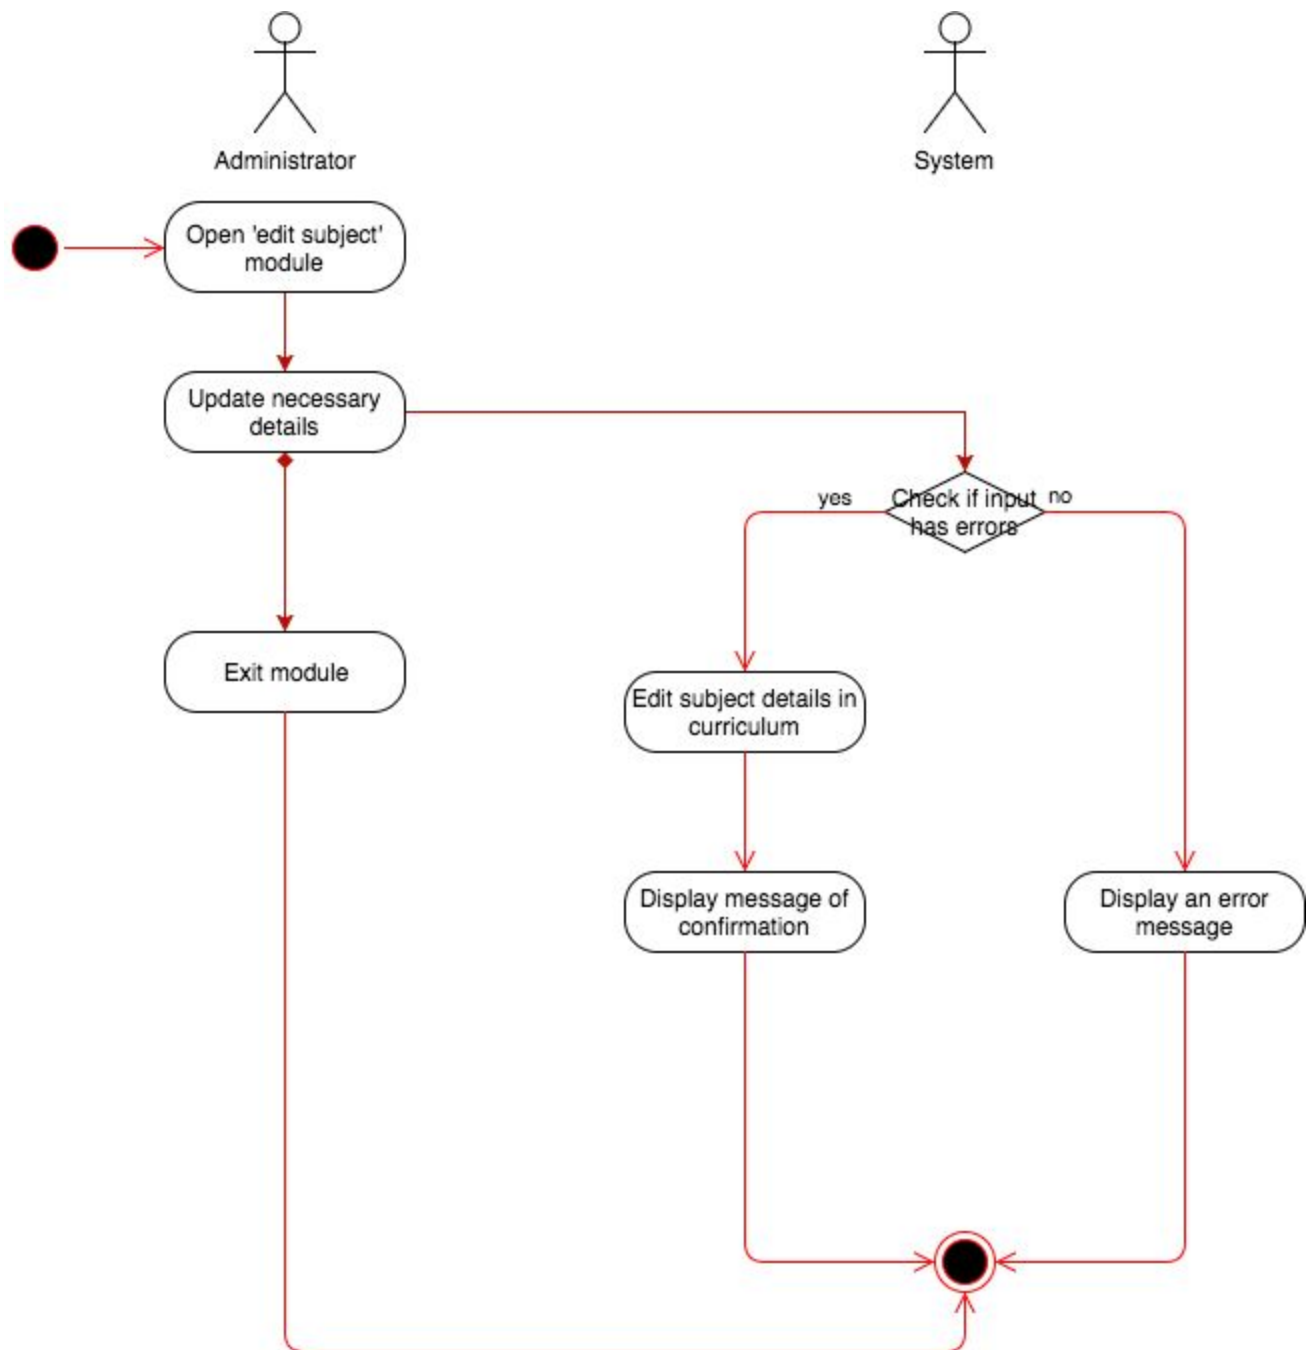 Administrator
System
Open 'edit subject'
module
Update necessary
details
yes
Check if input
has errors
no
Exit module
Edit subject details in
curriculum
Display message of
confirmation
Display an error
message